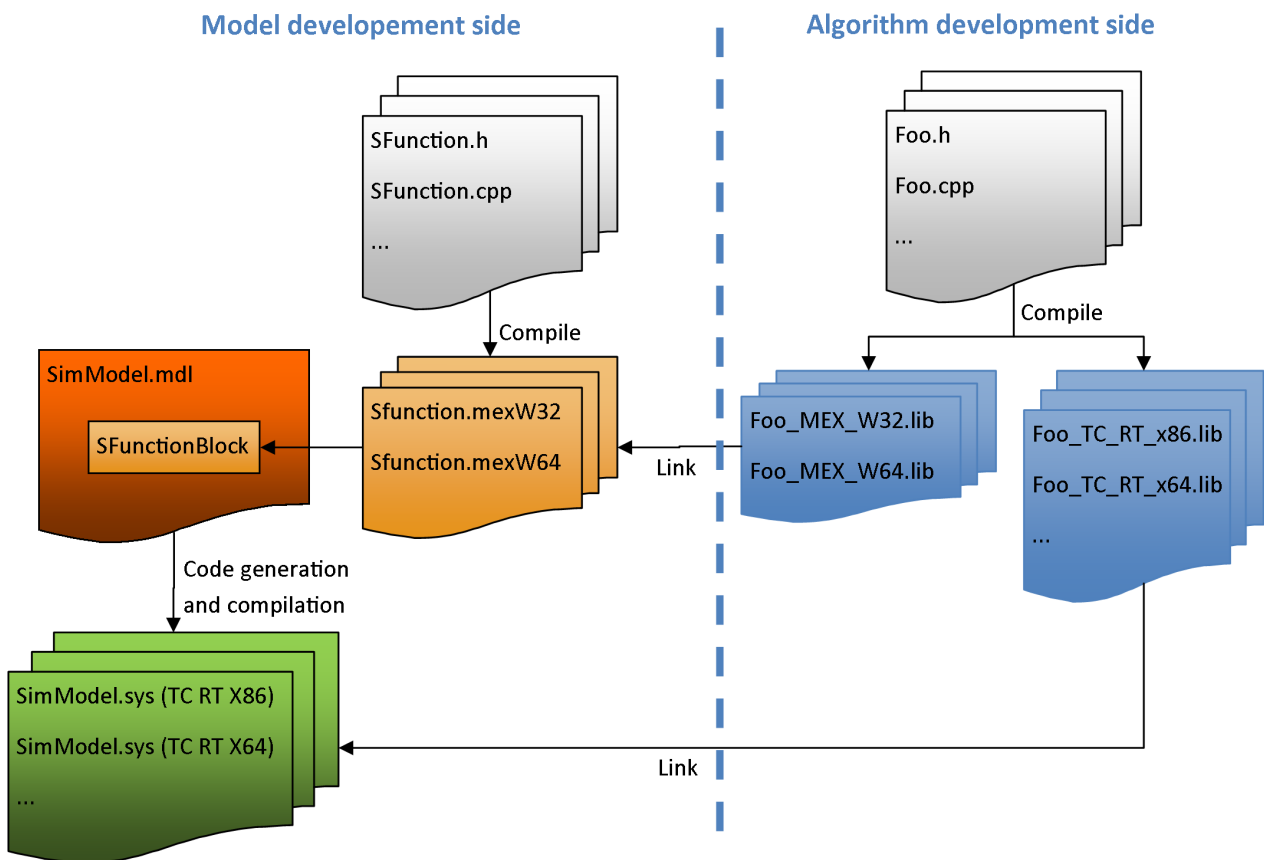 Model developement side
Algorithm development side
SFunction.h
SFunction.cpp
...
Foo.h
Foo.cpp
...
Compile
Compile
SimModel.mdl
SFunctionBlock
Sfunction.mexW32
Sfunction.mexW64
Link
Foo_MEX_W32.lib
Foo_MEX_W64.lib
Foo_TC_RT_x86.lib
Foo_TC_RT_x64.lib
...
Code generation
and compilation
SimModel.sys (TC RT X86)
SimModel.sys (TC RT X64)
...
Link